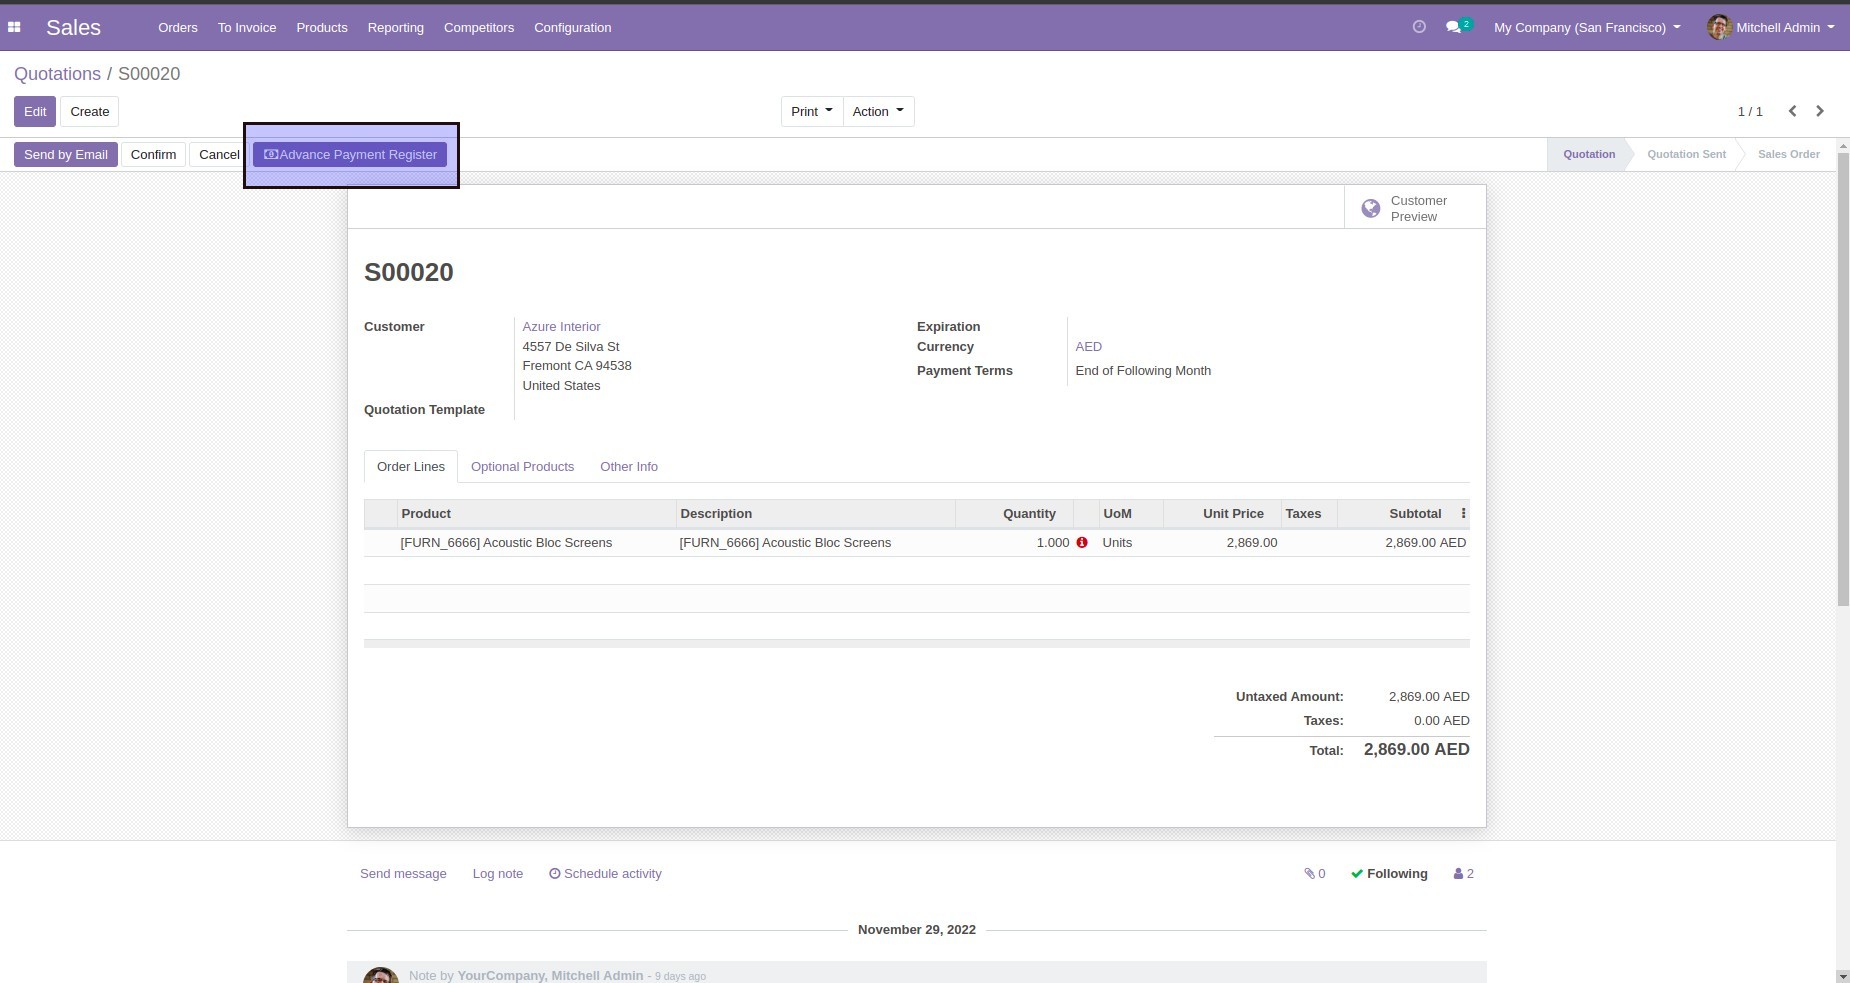 Sales Orders To Invoice Products Reporting Competitors Configuration 2 My Company (San Francisco) Mitchell Admin
Quotations / S00020
Edit Create Print Action 1 / 1
Send by Email Confirm Cancel Advance Payment Register Quotation Quotation Sent Sales Order
Customer
Preview
S00020
Customer Azure Interior Expiration
4557 De Silva St Currency AED
Fremont CA 94538 Payment Terms End of Following Month
United States
Quotation Template
Order Lines Optional Products Other Info
Product Description Quantity UoM Unit Price Taxes Subtotal
[FURN_6666] Acoustic Bloc Screens [FURN_6666] Acoustic Bloc Screens 1.000 Units 2,869.00 2,869.00 AED
Untaxed Amount: 2,869.00 AED
Taxes: 0.00 AED
Total: 2,869.00 AED
Send message Log note Schedule activity 0 Following 2
November 29, 2022
Note by YourCompany, Mitchell Admin - 9 days ago